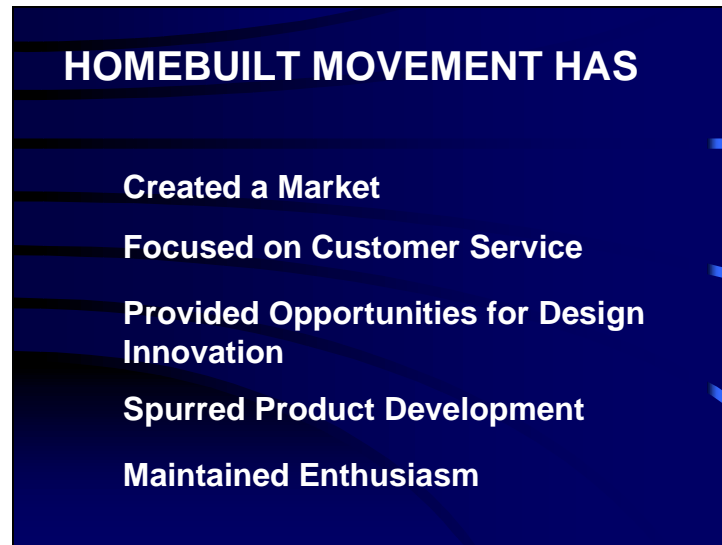 HOMEBUILT MOVEMENT HAS
Created a Market
Focused on Customer Service
Provided Opportunities for Design
Innovation
Spurred Product Development
Maintained Enthusiasm